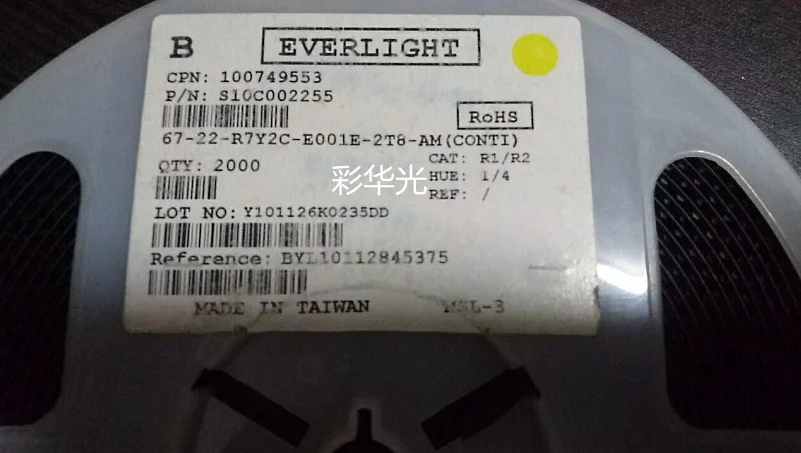 B EVERLIGHT
CPN: 100749553
P/N: S10C002255
RoHS
67-22-R7Y2C-E001E-2T8-AM(CONTI)
QTY: 2000
CAT: R1/R2
HUE: 1/4
REF: /
彩华光
LOT NO: Y101126K0235DD
Reference: BYL10112845375
MADE IN TAIWAN MSL-3